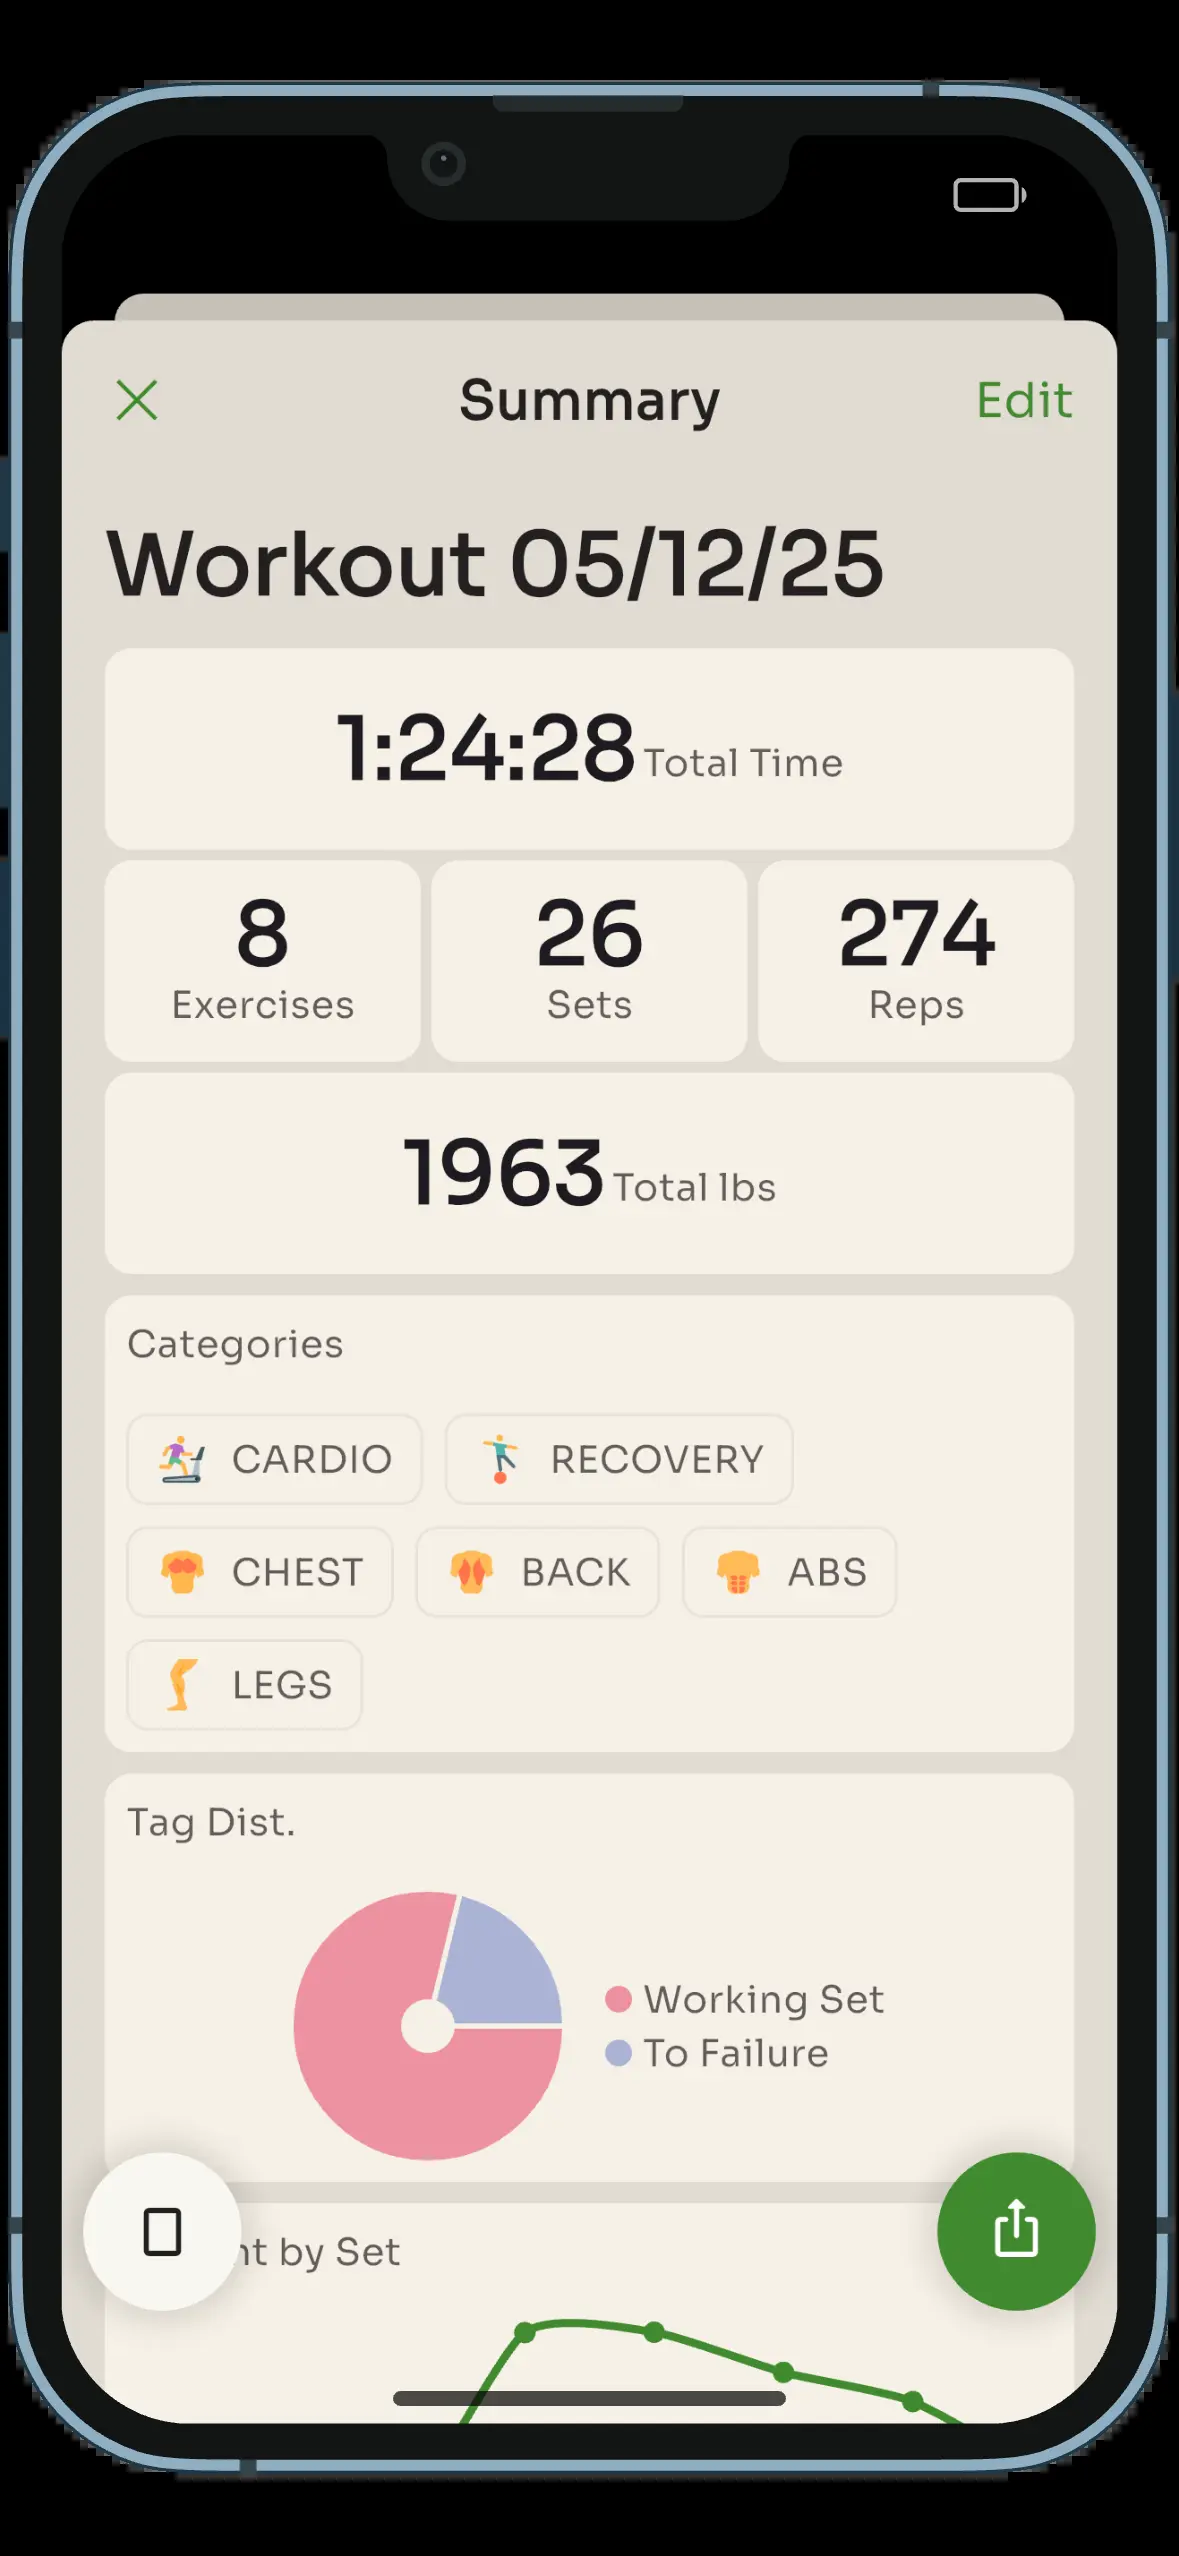 Summary
Edit
Workout 05/12/25
1:24:28 Total Time
8
Exercises
26
Sets
274
Reps
1963 Total lbs
Categories
CARDIO
RECOVERY
CHEST
BACK
ABS
LEGS
Tag Dist.
Working Set
To Failure
by Set